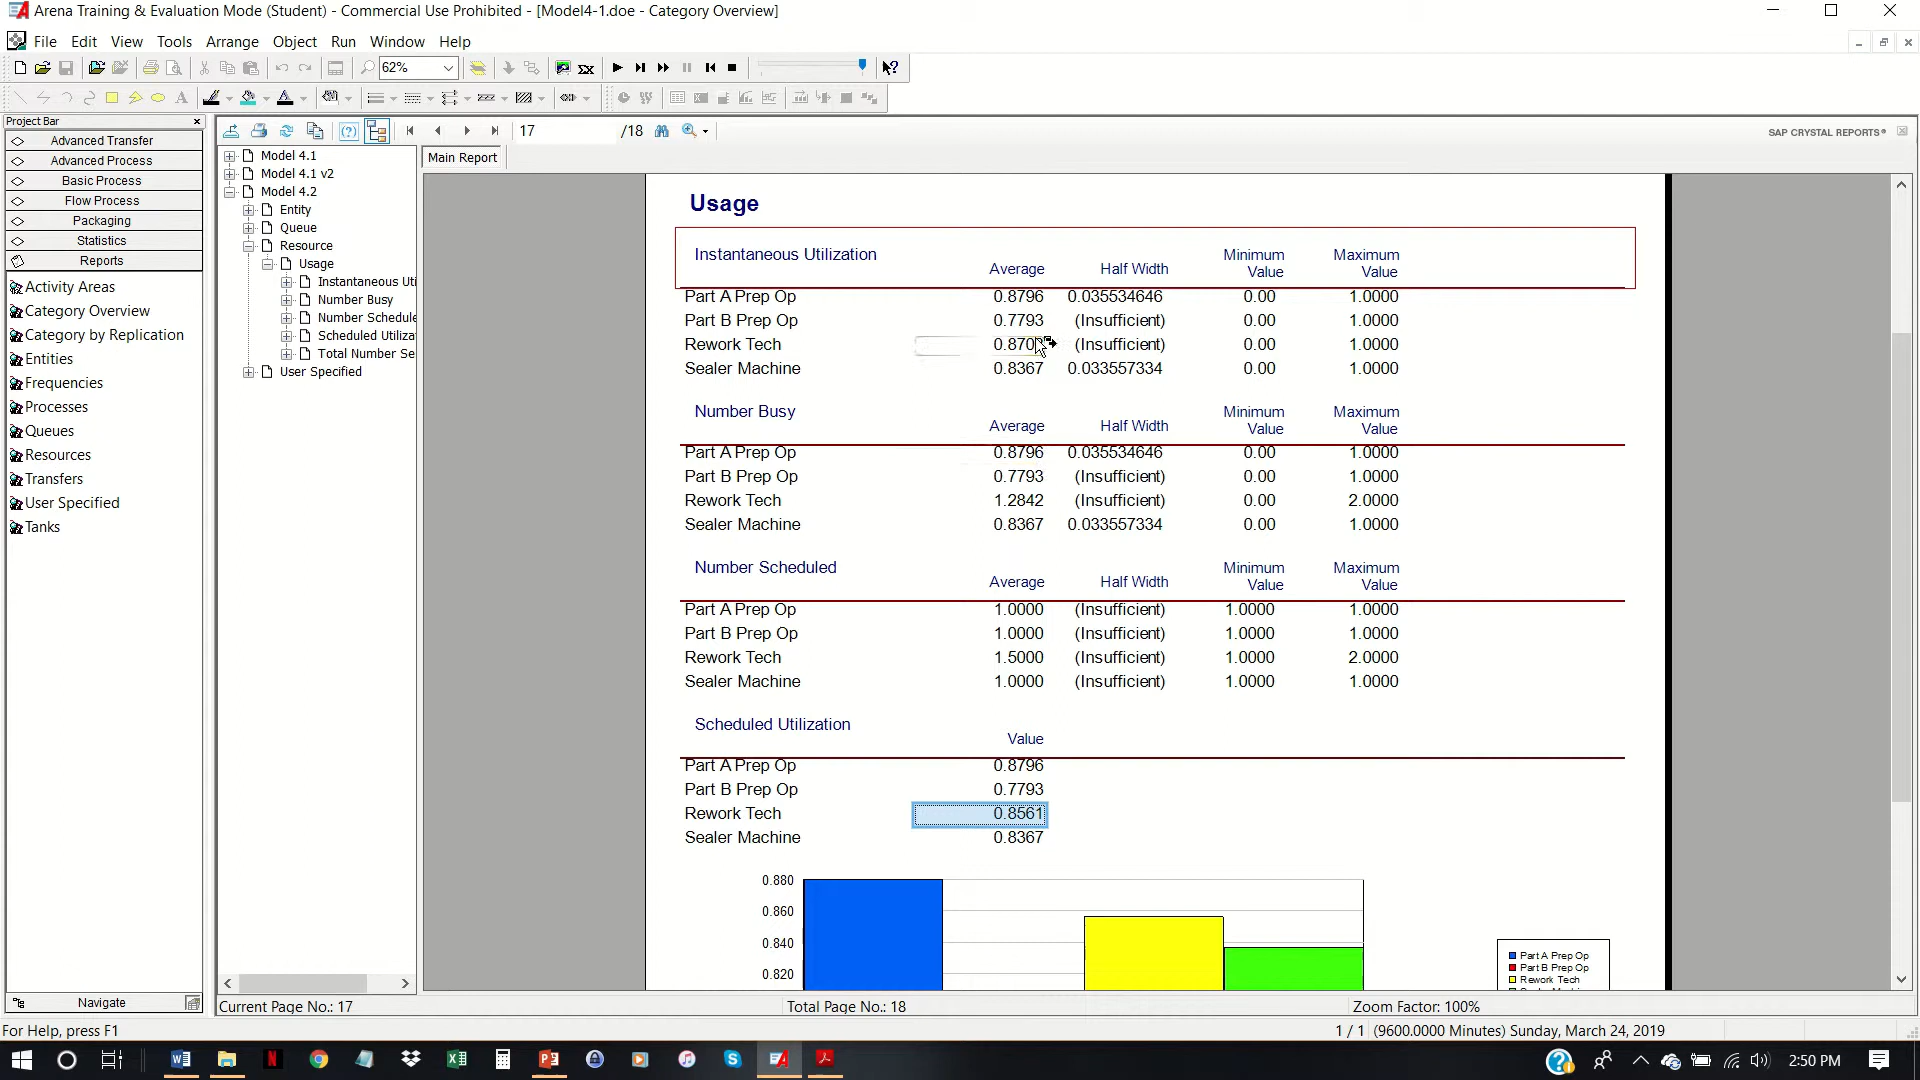 Arena Training & Evaluation Mode (Student) - Commercial Use Prohibited - [Model4-1.doe - Category Overview]
File Edit View Tools Arrange Object Run Window Help
62%
Project Bar
Advanced Transfer
Advanced Process
Basic Process
Flow Process
Packaging
Statistics
Reports
Activity Areas
Category Overview
Category by Replication
Entities
Frequencies
Processes
Queues
Resources
Transfers
User Specified
Tanks
Navigate
17 /18
SAP CRYSTAL REPORTS®
Model 4.1
Model 4.1 v2
Model 4.2
Entity
Queue
Resource
Usage
Instantaneous Uti
Number Busy
Number Schedule
Scheduled Utiliza
Total Number Se
User Specified
Main Report
Usage
Instantaneous Utilization Average Half Width Minimum Value Maximum Value
Part A Prep Op 0.8796 0.035534646 0.00 1.0000
Part B Prep Op 0.7793 (Insufficient) 0.00 1.0000
Rework Tech (Insufficient) 0.00 1.0000
Sealer Machine 0.8367 0.033557334 0.00 1.0000
Number Busy Average Half Width Minimum Value Maximum Value
Part A Prep Op 0.8796 0.035534646 0.00 1.0000
Part B Prep Op 0.7793 (Insufficient) 0.00 1.0000
Rework Tech 1.2842 (Insufficient) 0.00 2.0000
Sealer Machine 0.8367 0.033557334 0.00 1.0000
Number Scheduled Average Half Width Minimum Value Maximum Value
Part A Prep Op 1.0000 (Insufficient) 1.0000 1.0000
Part B Prep Op 1.0000 (Insufficient) 1.0000 1.0000
Rework Tech 1.5000 (Insufficient) 1.0000 2.0000
Sealer Machine 1.0000 (Insufficient) 1.0000 1.0000
Scheduled Utilization Value
Part A Prep Op 0.8796
Part B Prep Op 0.7793
Rework Tech 0.8561
Sealer Machine 0.8367
0.880
0.860
0.840
0.820
Part A Prep Op
Part B Prep Op
Rework Tech
Current Page No.: 17 Total Page No.: 18 Zoom Factor: 100%
For Help, press F1 1 / 1 (9600.0000 Minutes) Sunday, March 24, 2019
2:50 PM